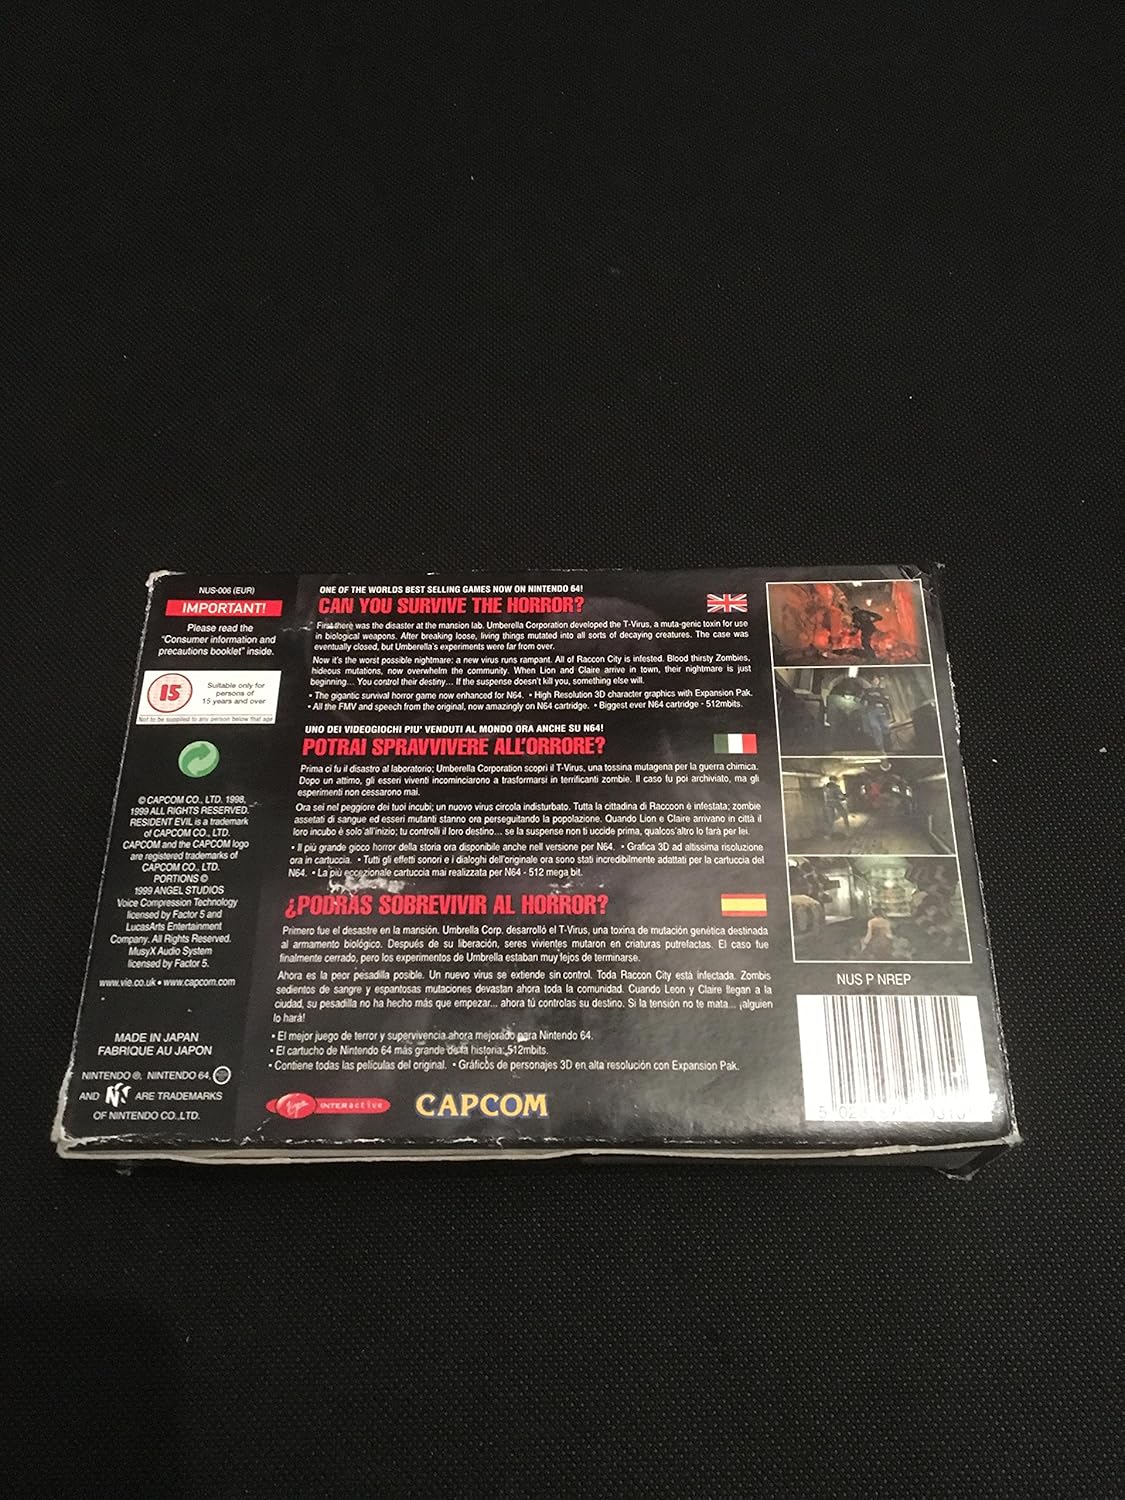 NUS-006 (EUR)
IMPORTANT!
Please read the
"Consumer information and
precautions booklet" inside.
15
Suitable only for
persons of
15 years and over
Not to be supplied to any person below that age
© CAPCOM CO., LTD. 1998,
1999 ALL RIGHTS RESERVED.
RESIDENT EVIL is a trademark
of CAPCOM CO., LTD.
CAPCOM and the CAPCOM logo
are registered trademarks of
CAPCOM CO., LTD.
PORTIONS ©
1999 ANGEL STUDIOS
Voice Compression Technology
licensed by Factor 5 and
LucasArts Entertainment
Company. All Rights Reserved.
MusyX Audio System
licensed by Factor 5.
www.vie.co.uk • www.capcom.com
MADE IN JAPAN
FABRIQUE AU JAPON
NINTENDO ®, NINTENDO 64,
AND ARE TRADEMARKS
OF NINTENDO CO.,LTD.
ONE OF THE WORLDS BEST SELLING GAMES NOW ON NINTENDO 64!
CAN YOU SURVIVE THE HORROR?
First there was the disaster at the mansion lab. Umberella Corporation developed the T-Virus, a muta-genic toxin for use
in biological weapons. After breaking loose, living things mutated into all sorts of decaying creatures. The case was
eventually closed, but Umberella's experiments were far from over.
Now it's the worst possible nightmare: a new virus runs rampant. All of Raccon City is infested. Blood thirsty Zombies,
hideous mutations, now overwhelm the community. When Lion and Claire arrive in town, their nightmare is just
beginning... You control their destiny... If the suspense doesn't kill you, something else will.
• The gigantic survival horror game now enhanced for N64. • High Resolution 3D character graphics with Expansion Pak.
• All the FMV and speech from the original, now amazingly on N64 cartridge. • Biggest ever N64 cartridge - 512mbits.
UNO DEI VIDEOGIOCHI PIU' VENDUTI AL MONDO ORA ANCHE SU N64!
POTRAI SPRAVVIVERE ALL'ORRORE?
Prima ci fu il disastro al laboratorio; Umberella Corporation scoprì il T-Virus, una tossina mutagena per la guerra chimica.
Dopo un attimo, gli esseri viventi incominciarono a trasformarsi in terrificanti zombie. Il caso fu poi archiviato, ma gli
esperimenti non cessarono mai.
Ora sei nel peggiore dei tuoi incubi; un nuovo virus circola indisturbato. Tutta la cittadina di Raccoon è infestata; zombie
assetati di sangue ed esseri mutanti stanno ora perseguitando la popolazione. Quando Lion e Claire arrivano in città il
loro incubo è solo all'inizio; tu controlli il loro destino... se la suspense non ti uccide prima, qualcos'altro lo farà per lei.
• Il più grande gioco horror della storia ora disponibile anche nell versione per N64. • Grafica 3D ad altissima risoluzione
ora in cartuccia. • Tutti gli effetti sonori e i dialoghi dell'originale ora sono stati incredibilmente adattati per la cartuccia del
N64. • La più eccezionale cartuccia mai realizzata per N64 - 512 mega bit.
¿PODRÁS SOBREVIVIR AL HORROR?
Primero fue el desastre en la mansión. Umbrella Corp. desarrolló el T-Virus, una toxina de mutación genética destinada
al armamento biológico. Después de su liberación, seres vivientes mutaron en criaturas putrefactas. El caso fue
finalmente cerrado, pero los experimentos de Umbrella estaban muy lejos de terminarse.
Ahora es la peor pesadilla posible. Un nuevo virus se extiende sin control. Toda Raccon City está infectada. Zombis
sedientos de sangre y espantosas mutaciones devastan ahora toda la comunidad. Cuando Leon y Claire llegan a la
ciudad, su pesadilla no ha hecho más que empezar... ahora tú controlas su destino. Si la tensión no te mata... ¡alguien
lo hará!
• El mejor juego de terror y supervivencia ahora mejorado para Nintendo 64.
• El cartucho de Nintendo 64 más grande de la historia: 512mbits.
• Contiene todas las películas del original. • Gráficos de personajes 3D en alta resolución con Expansion Pak.
Virgin INTERactive
CAPCOM
NUS P NREP